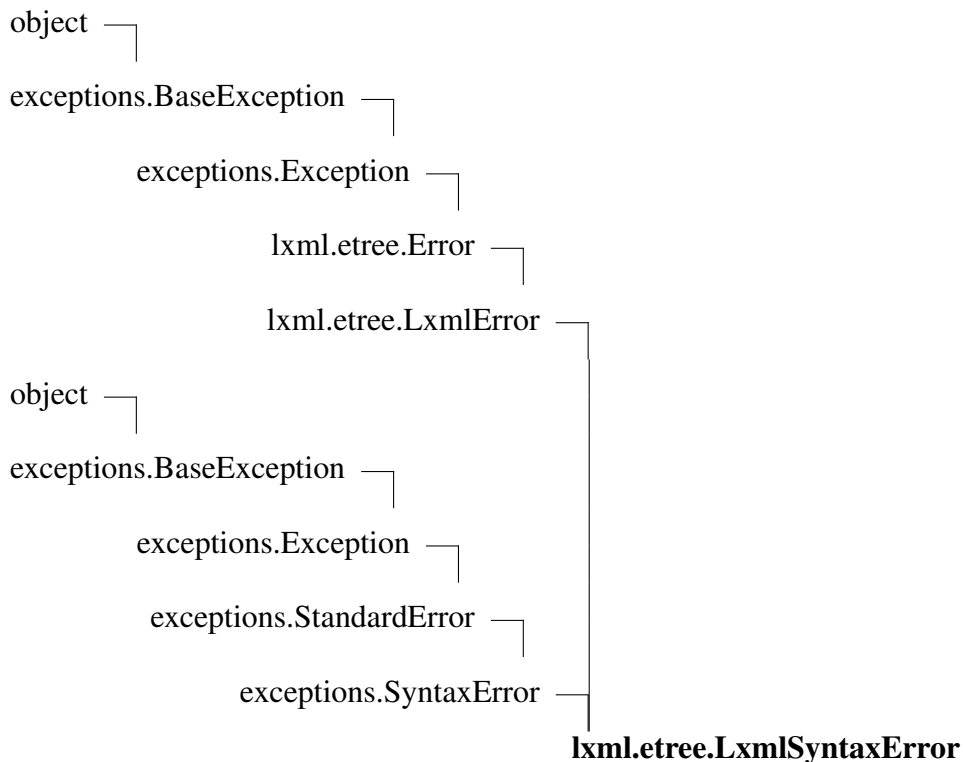 object
exceptions.BaseException
exceptions.Exception
lxml.etree.Error
lxml.etree.LxmlError
object
exceptions.BaseException
exceptions.Exception
exceptions.StandardError
exceptions.SyntaxError
lxml.etree.LxmlSyntaxError